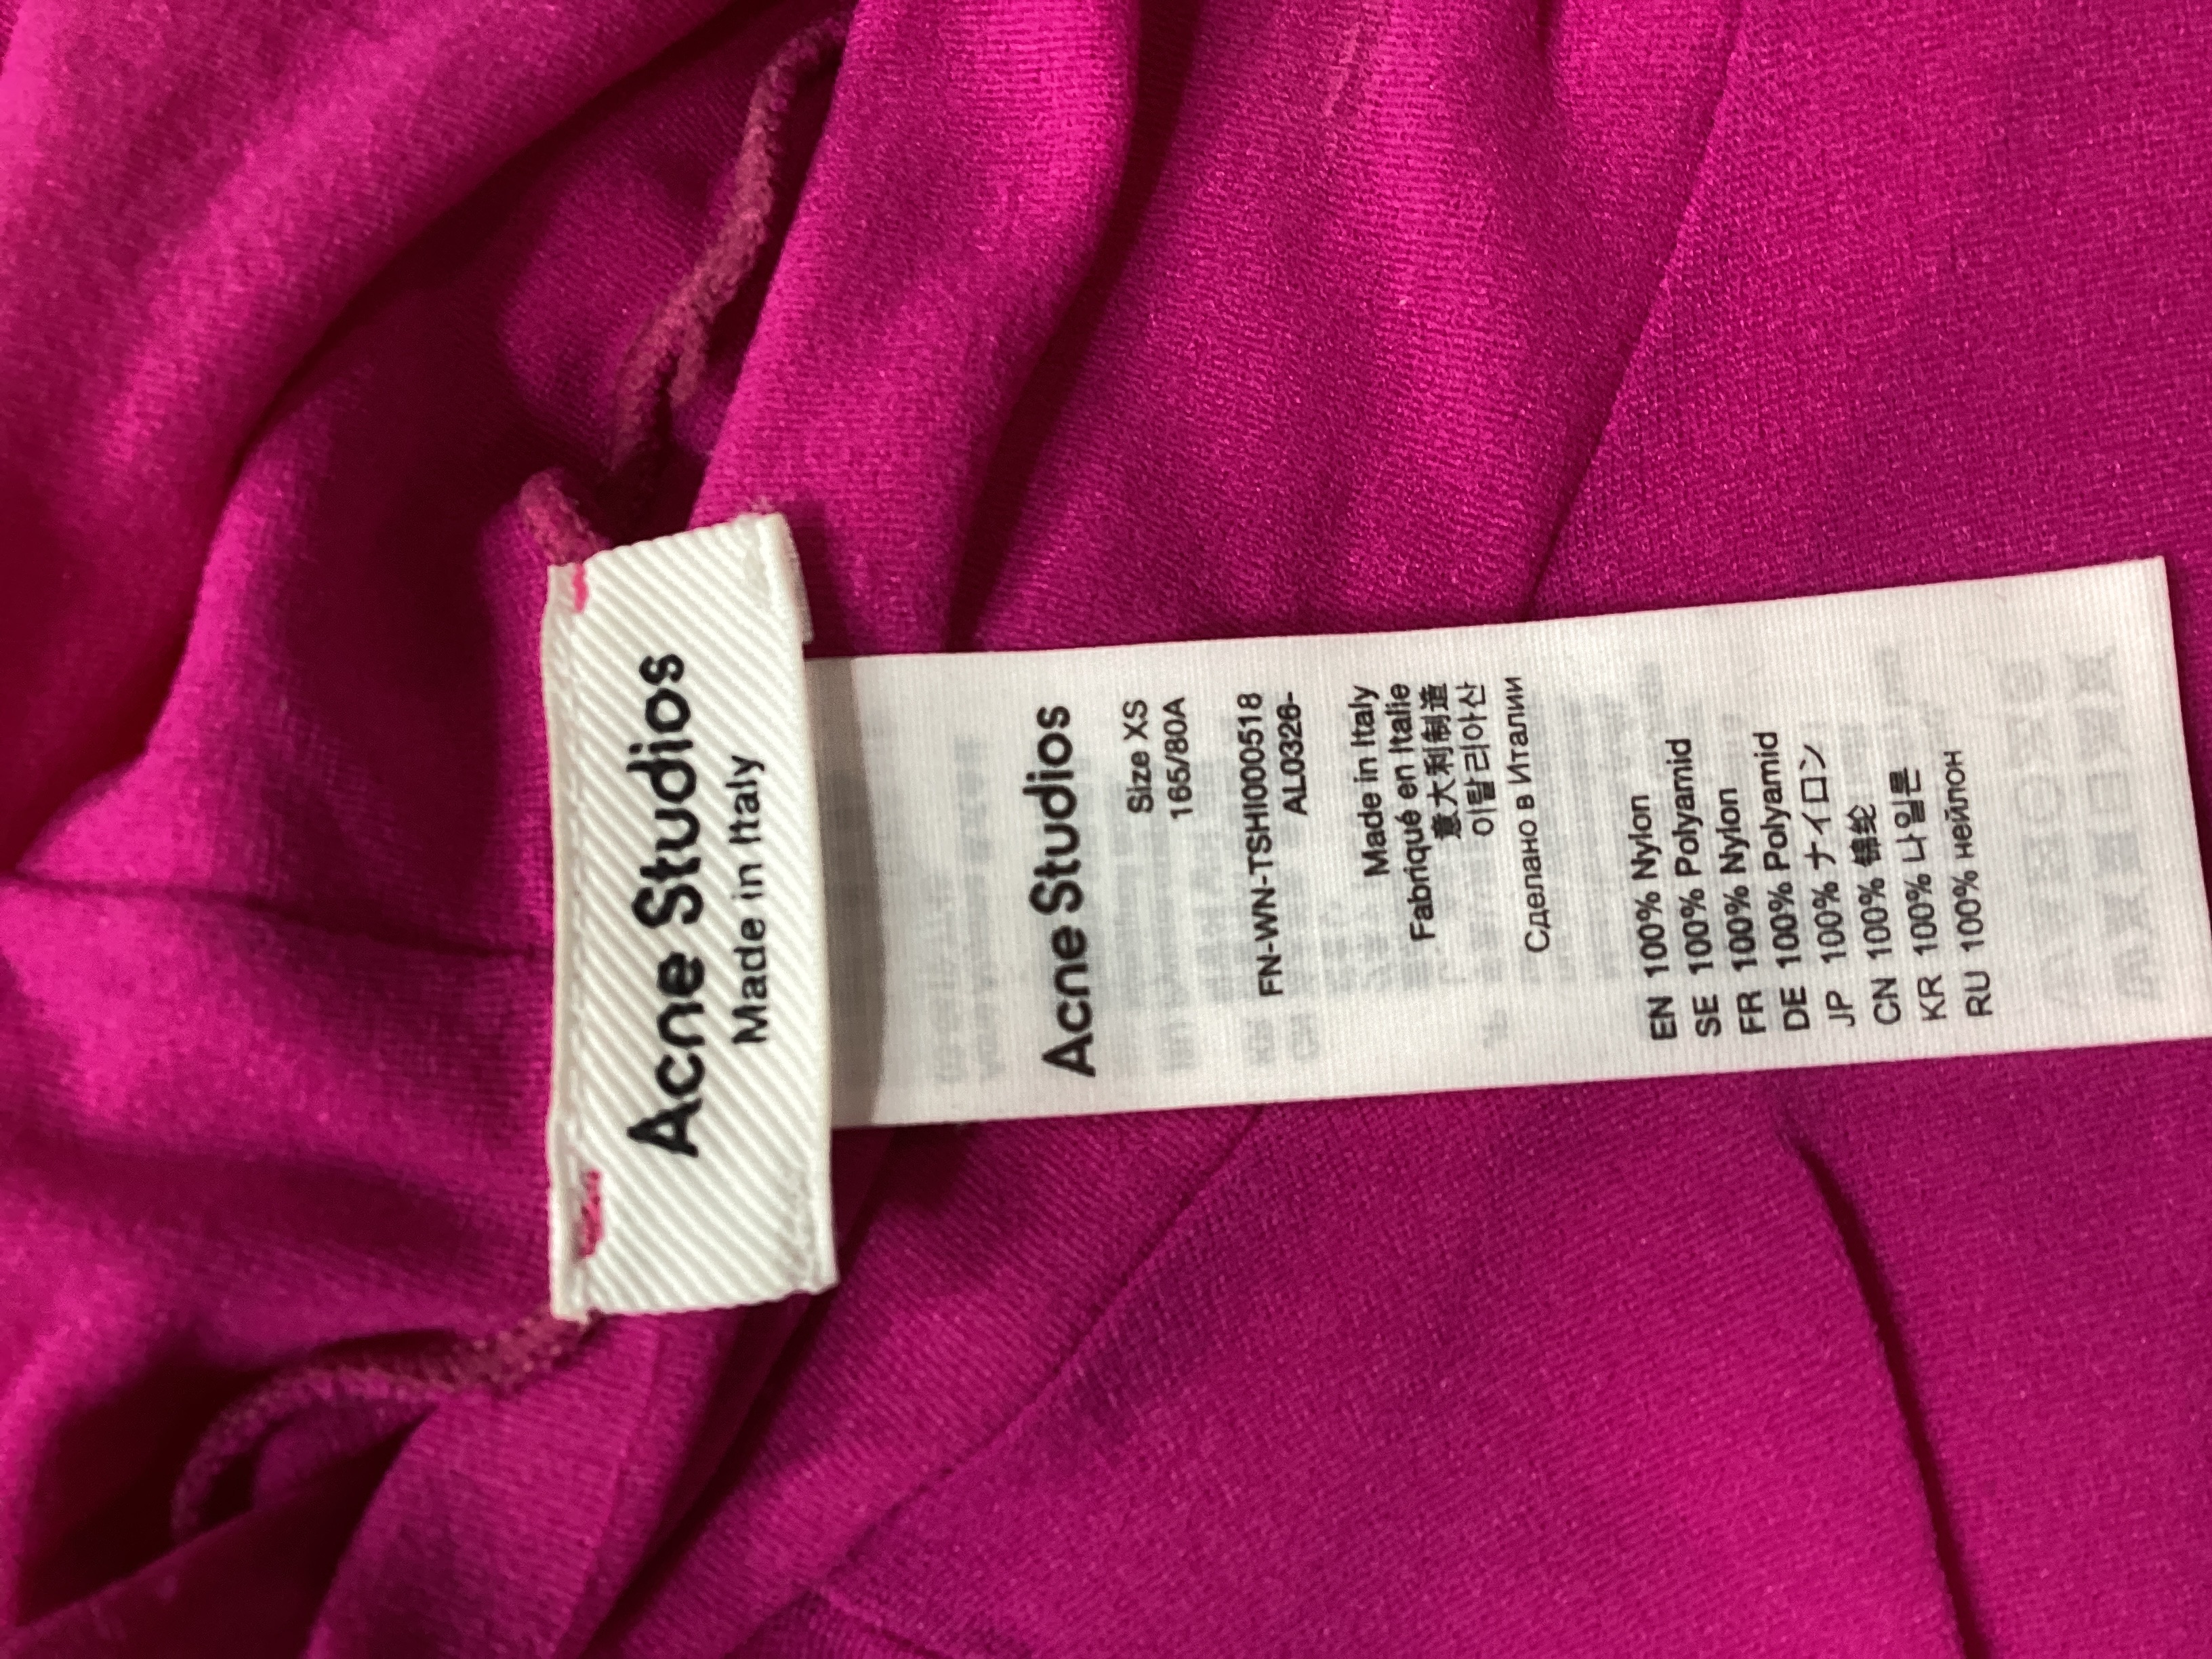 Acne Studios
Made in Italy
Acne Studios
Size XS
165/80A
FN-WN-TSHI000518
AL0326-
Made in Italy
Fabriqué en Italie
意大利制造
이탈리아산
Сделано в Италии
EN 100% Nylon
SE 100% Polyamid
FR 100% Nylon
DE 100% Polyamid
JP 100% ナイロン
CN 100% 锦纶
KR 100% 나일론
RU 100% нейлон